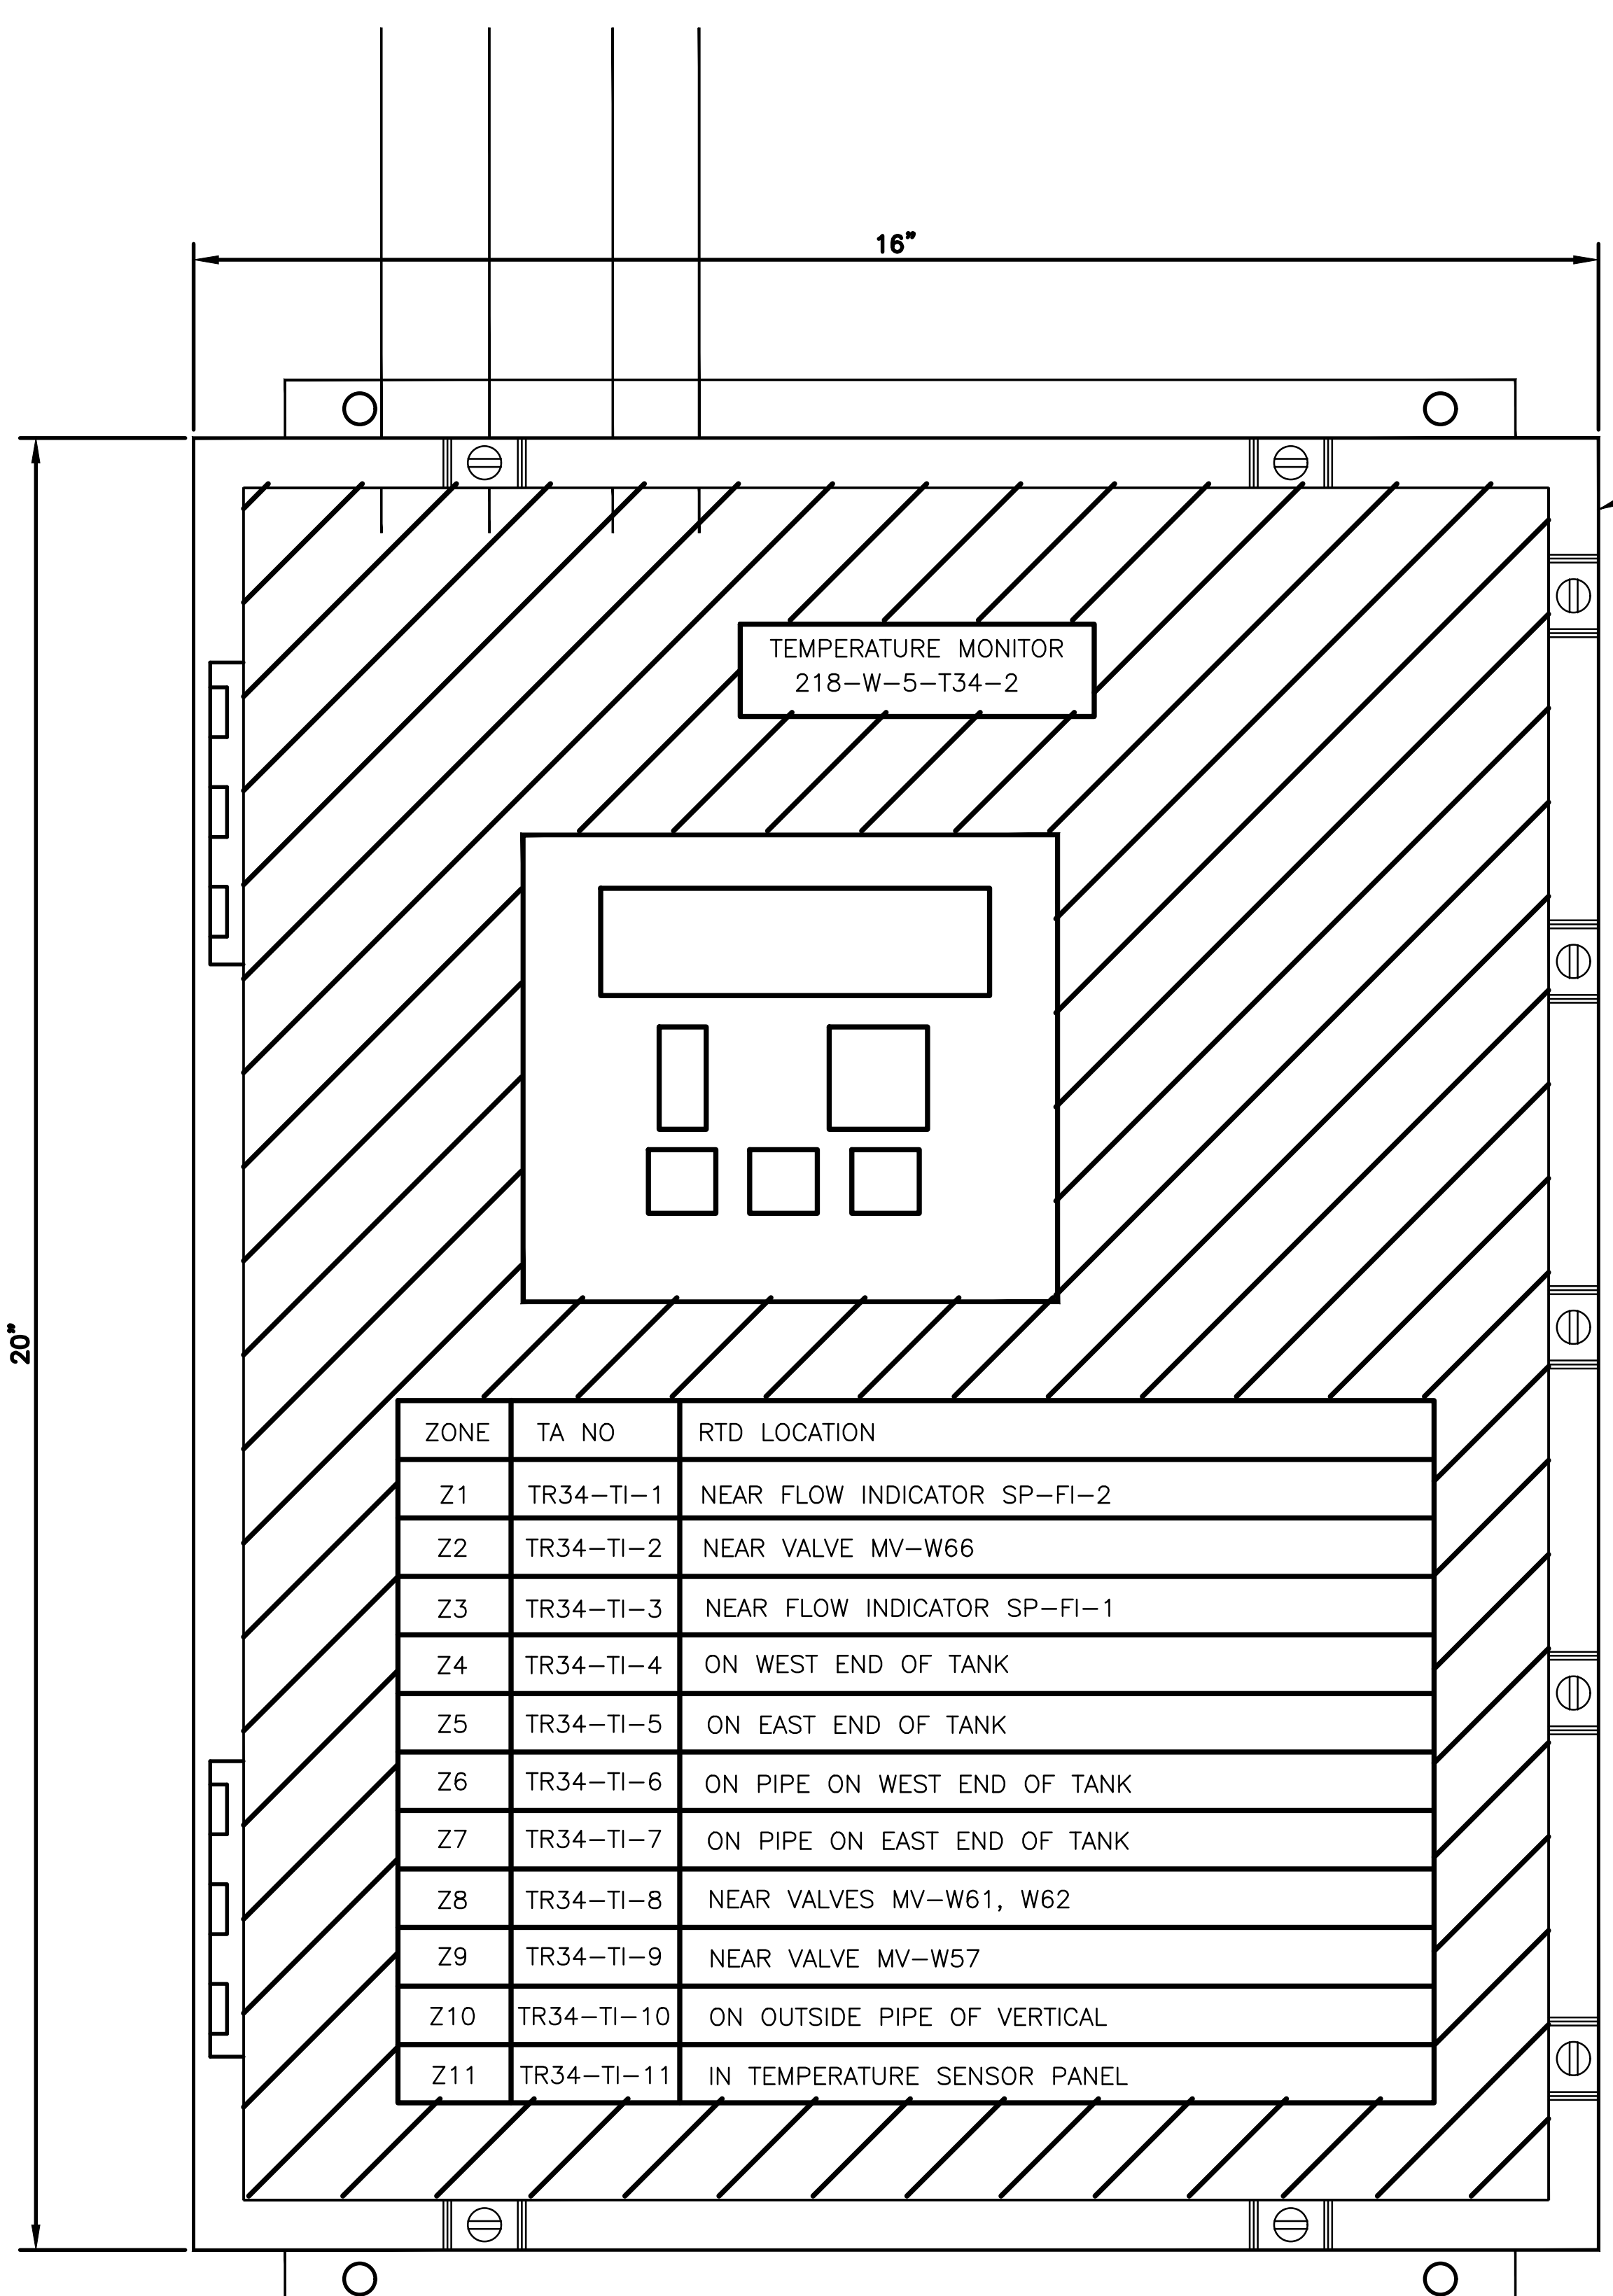 16"
20"
TEMPERATURE MONITOR
218-W-5-T34-2
ZONE TA NO RTD LOCATION
Z1 TR34-TI-1 NEAR FLOW INDICATOR SP-FI-2
Z2 TR34-TI-2 NEAR VALVE MV-W66
Z3 TR34-TI-3 NEAR FLOW INDICATOR SP-FI-1
Z4 TR34-TI-4 ON WEST END OF TANK
Z5 TR34-TI-5 ON EAST END OF TANK
Z6 TR34-TI-6 ON PIPE ON WEST END OF TANK
Z7 TR34-TI-7 ON PIPE ON EAST END OF TANK
Z8 TR34-TI-8 NEAR VALVES MV-W61, W62
Z9 TR34-TI-9 NEAR VALVE MV-W57
Z10 TR34-TI-10 ON OUTSIDE PIPE OF VERTICAL
Z11 TR34-TI-11 IN TEMPERATURE SENSOR PANEL